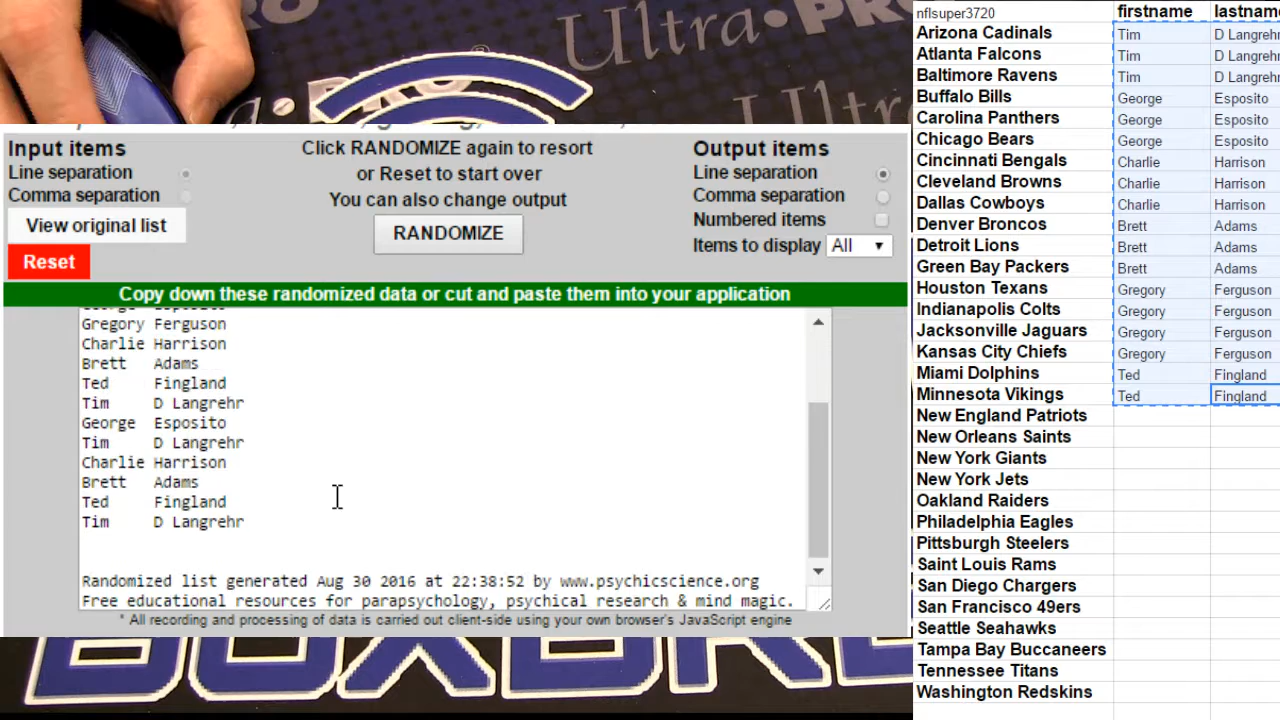 Ultra•PRO
Ultra
Input items
Line separation
Comma separation
View original list
Reset
Click RANDOMIZE again to resort
or Reset to start over
You can also change output
RANDOMIZE
Output items
Line separation
Comma separation
Numbered items
Items to display All
Copy down these randomized data or cut and paste them into your application
Gregory Ferguson
Charlie Harrison
Brett Adams
Ted Fingland
Tim D Langrehr
George Esposito
Tim D Langrehr
Charlie Harrison
Brett Adams
Ted Fingland
Tim D Langrehr
Randomized list generated Aug 30 2016 at 22:38:52 by www.psychicscience.org
Free educational resources for parapsychology, psychical research & mind magic.
* All recording and processing of data is carried out client-side using your own browser's JavaScript engine
nflsuper3720 firstname lastname
Arizona Cadinals Tim D Langrehr
Atlanta Falcons Tim D Langrehr
Baltimore Ravens Tim D Langrehr
Buffalo Bills George Esposito
Carolina Panthers George Esposito
Chicago Bears George Esposito
Cincinnati Bengals Charlie Harrison
Cleveland Browns Charlie Harrison
Dallas Cowboys Charlie Harrison
Denver Broncos Brett Adams
Detroit Lions Brett Adams
Green Bay Packers Brett Adams
Houston Texans Gregory Ferguson
Indianapolis Colts Gregory Ferguson
Jacksonville Jaguars Gregory Ferguson
Kansas City Chiefs Gregory Ferguson
Miami Dolphins Ted Fingland
Minnesota Vikings Ted Fingland
New England Patriots
New Orleans Saints
New York Giants
New York Jets
Oakland Raiders
Philadelphia Eagles
Pittsburgh Steelers
Saint Louis Rams
San Diego Chargers
San Francisco 49ers
Seattle Seahawks
Tampa Bay Buccaneers
Tennessee Titans
Washington Redskins